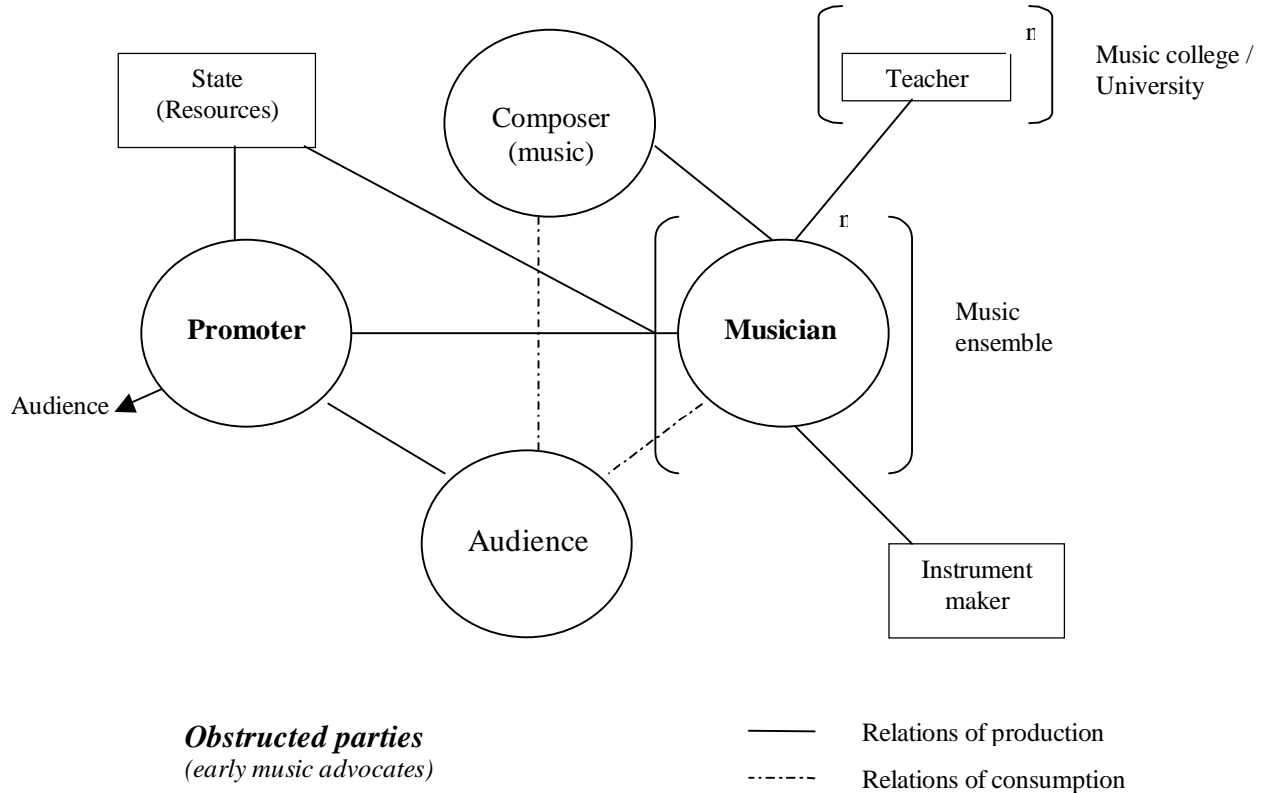 State
(Resources)
Composer
(music)
Teacher
Music college /
University
Promoter
Musician
Music
ensemble
Audience
Audience
Instrument
maker
Obstructed parties
(early music advocates)
Relations of production
Relations of consumption